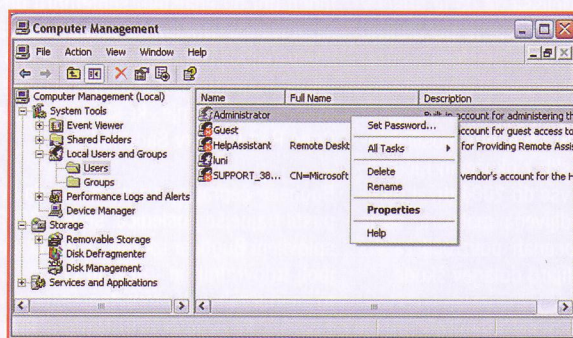 Computer Management
File Action View Window Help
Computer Management (Local)
System Tools
Event Viewer
Shared Folders
Local Users and Groups
Users
Groups
Performance Logs and Alerts
Device Manager
Storage
Removable Storage
Disk Defragmenter
Disk Management
Services and Applications
Name Full Name Description
Administrator Built-in account for administering th
Guest account for guest access to
HelpAssistant Remote Deskt for Providing Remote Assis
luni
SUPPORT_38... CN=Microsoft vendor's account for the H
Set Password...
All Tasks
Delete
Rename
Properties
Help